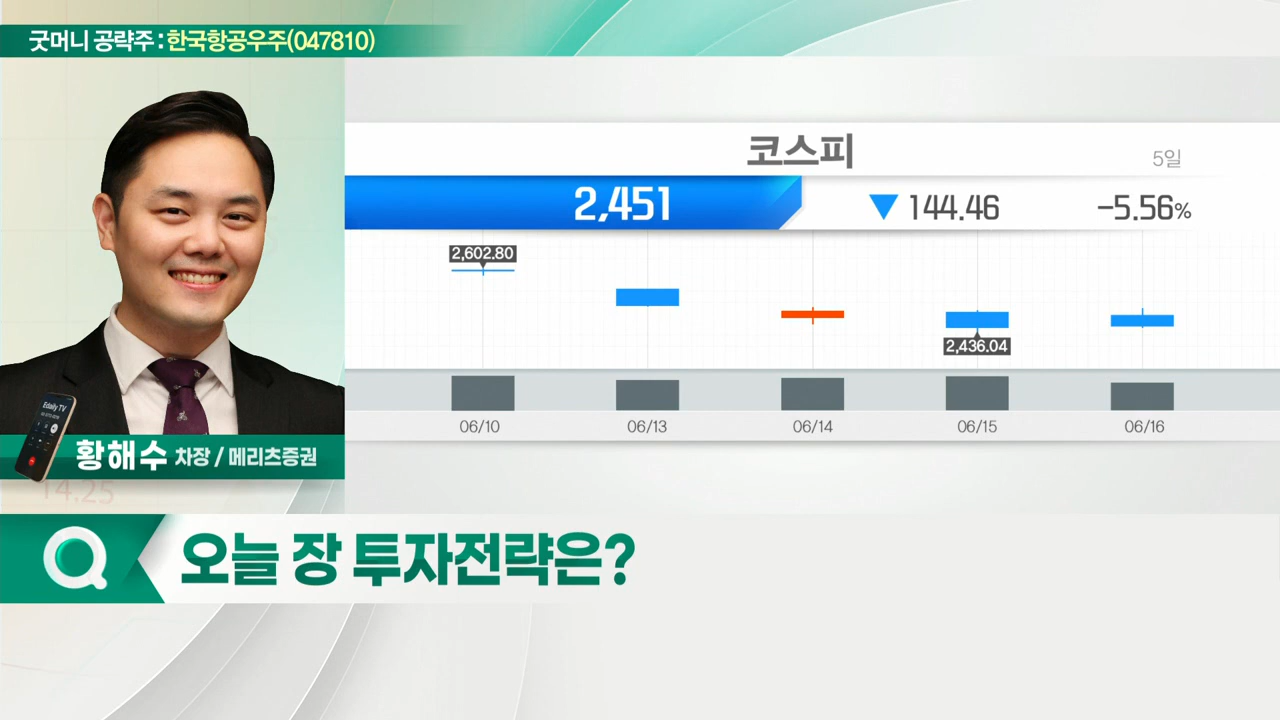 굿머니 공략주 : 한국항공우주(047810)
코스피
5일
2,451 ▼ 144.46 -5.56%
2,602.80
2,436.04
06/10 06/13 06/14 06/15 06/16
Edaily TV
황해수 차장 / 메리츠증권
14.25
오늘 장 투자전략은?